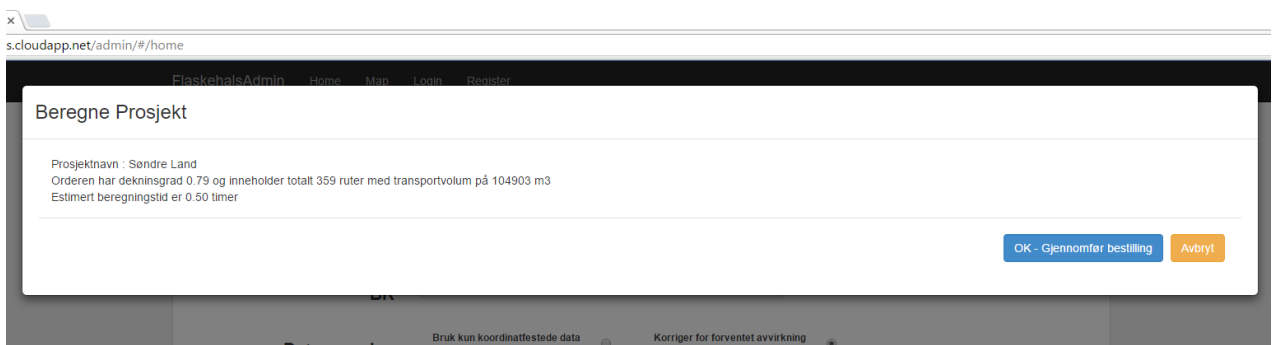 ×
s.cloudapp.net/admin/#/home
FlaskehalsAdmin Home Map Login Register
Beregne Prosjekt
Prosjektnavn : Søndre Land
Orderen har dekninsgrad 0.79 og inneholder totalt 359 ruter med transportvolum på 104903 m3
Estimert beregningstid er 0.50 timer
OK - Gjennomfør bestilling Avbryt
Bruk kun koordinatfestede data Korriger for forventet avvirkning